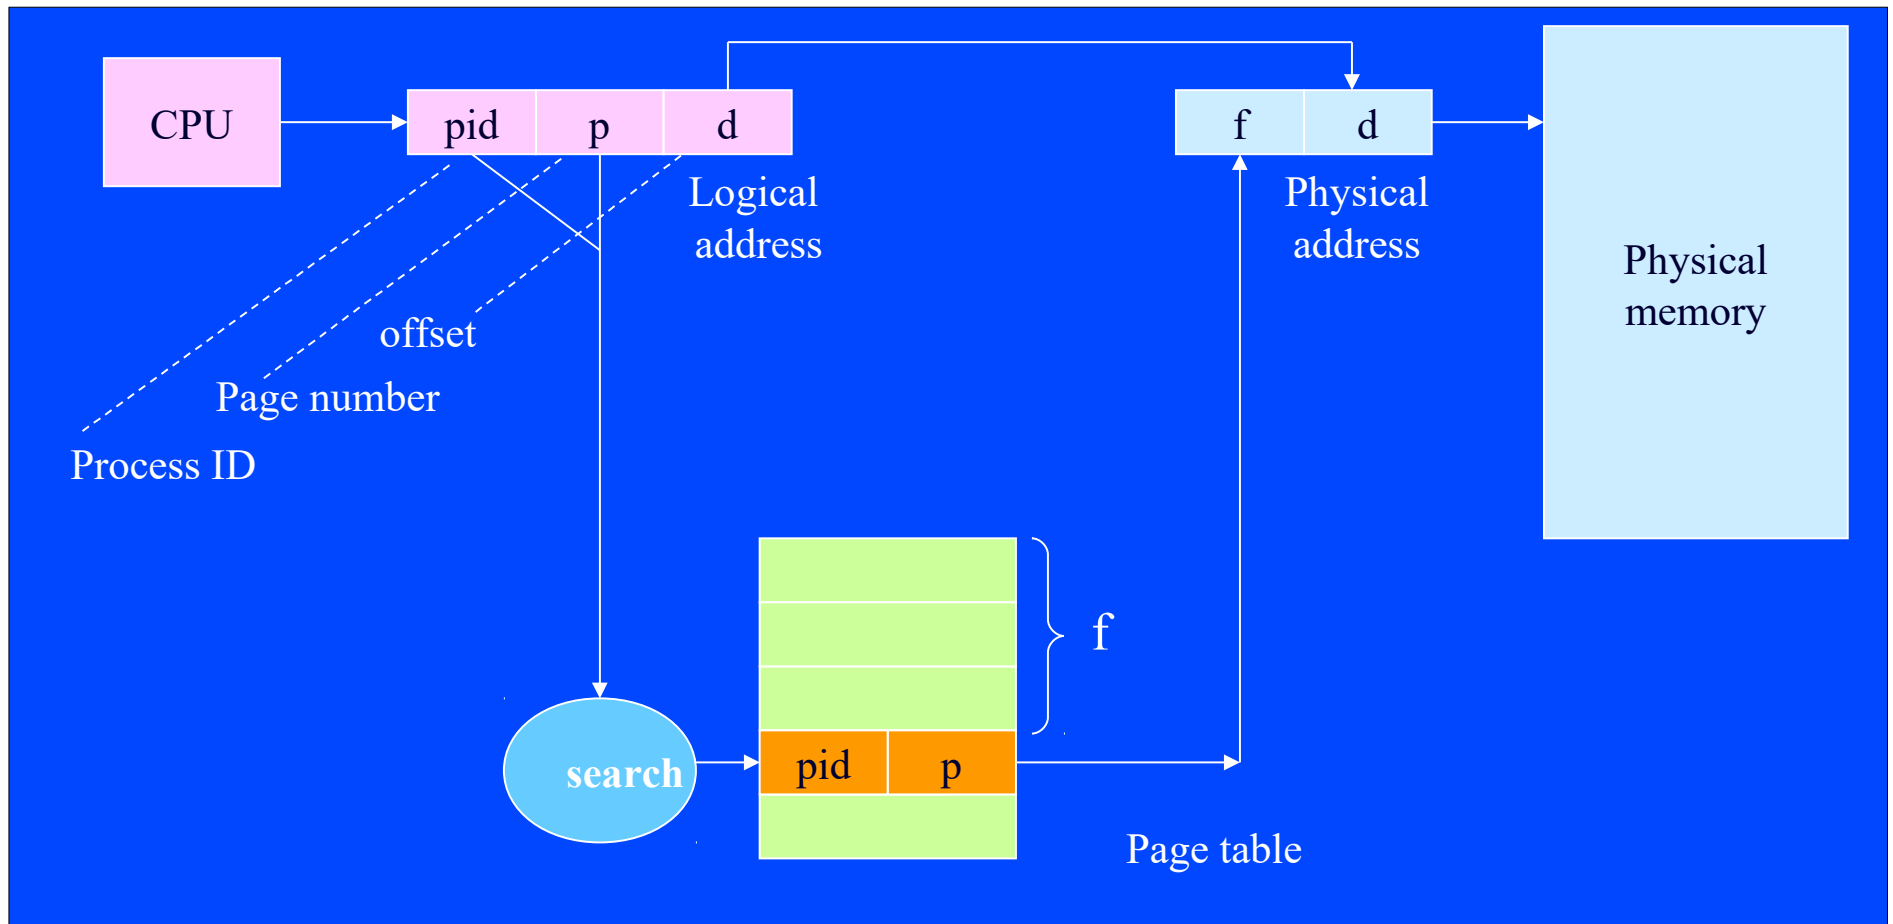 CPU
pid p d
f d
Logical
address
Physical
address
Physical
memory
offset
Page number
Process ID
f
search
pid p
Page table